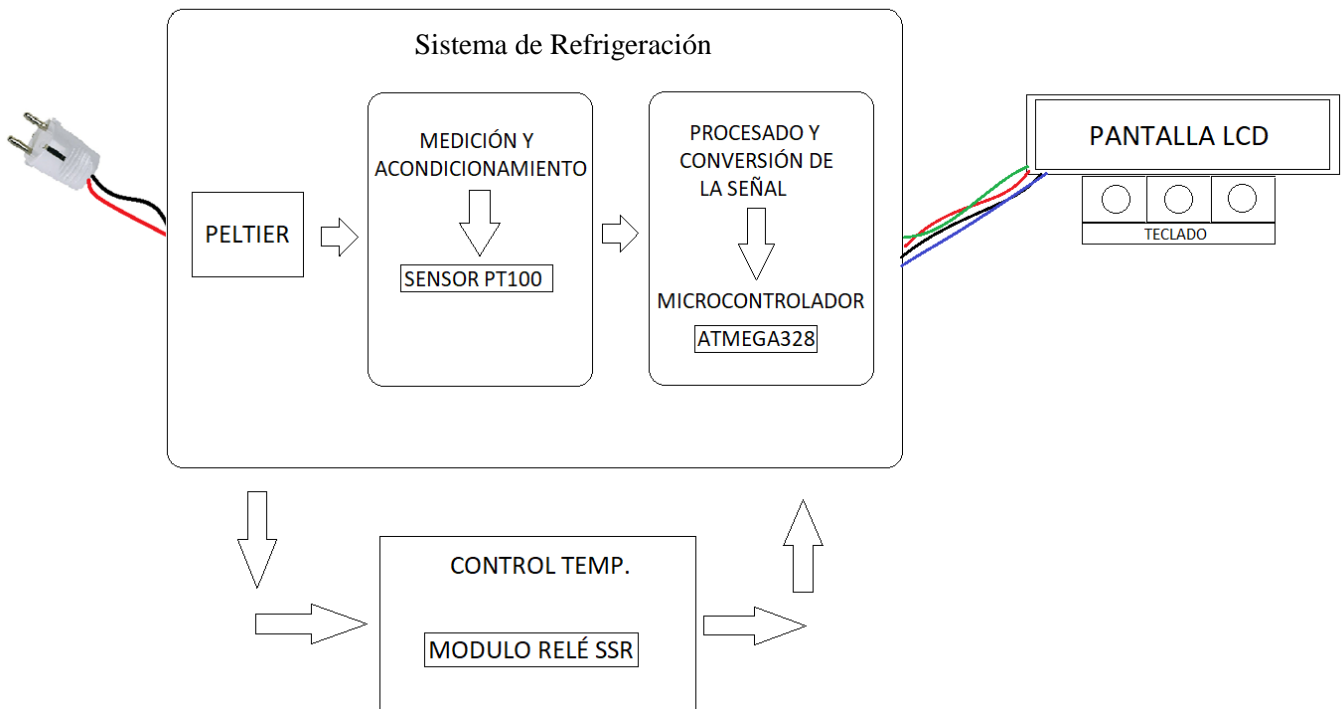 Sistema de Refrigeración
PELTIER
MEDICIÓN Y
ACONDICIONAMIENTO
SENSOR PT100
PROCESADO Y
CONVERSIÓN DE
LA SEÑAL
MICROCONTROLADOR
ATMEGA328
PANTALLA LCD
TECLADO
CONTROL TEMP.
MODULO RELÉ SSR